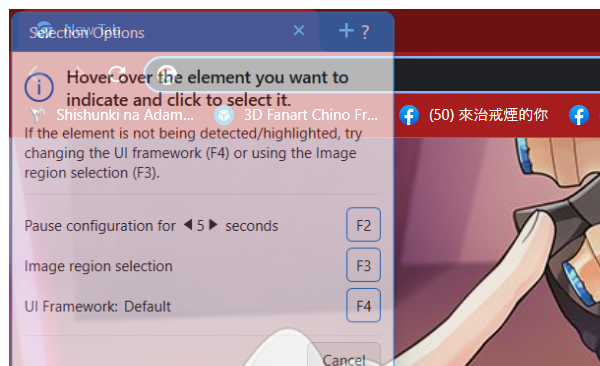 Selection Options
New Tab
?
Hover over the element you want to
indicate and click to select it.
Shishunki na Adam...
3D Fanart Chino Fr...
(50) 來治戒煙的你
If the element is not being detected/highlighted, try
changing the UI framework (F4) or using the Image
region selection (F3).
Pause configuration for 5 seconds
F2
Image region selection
F3
UI Framework: Default
F4
Cancel